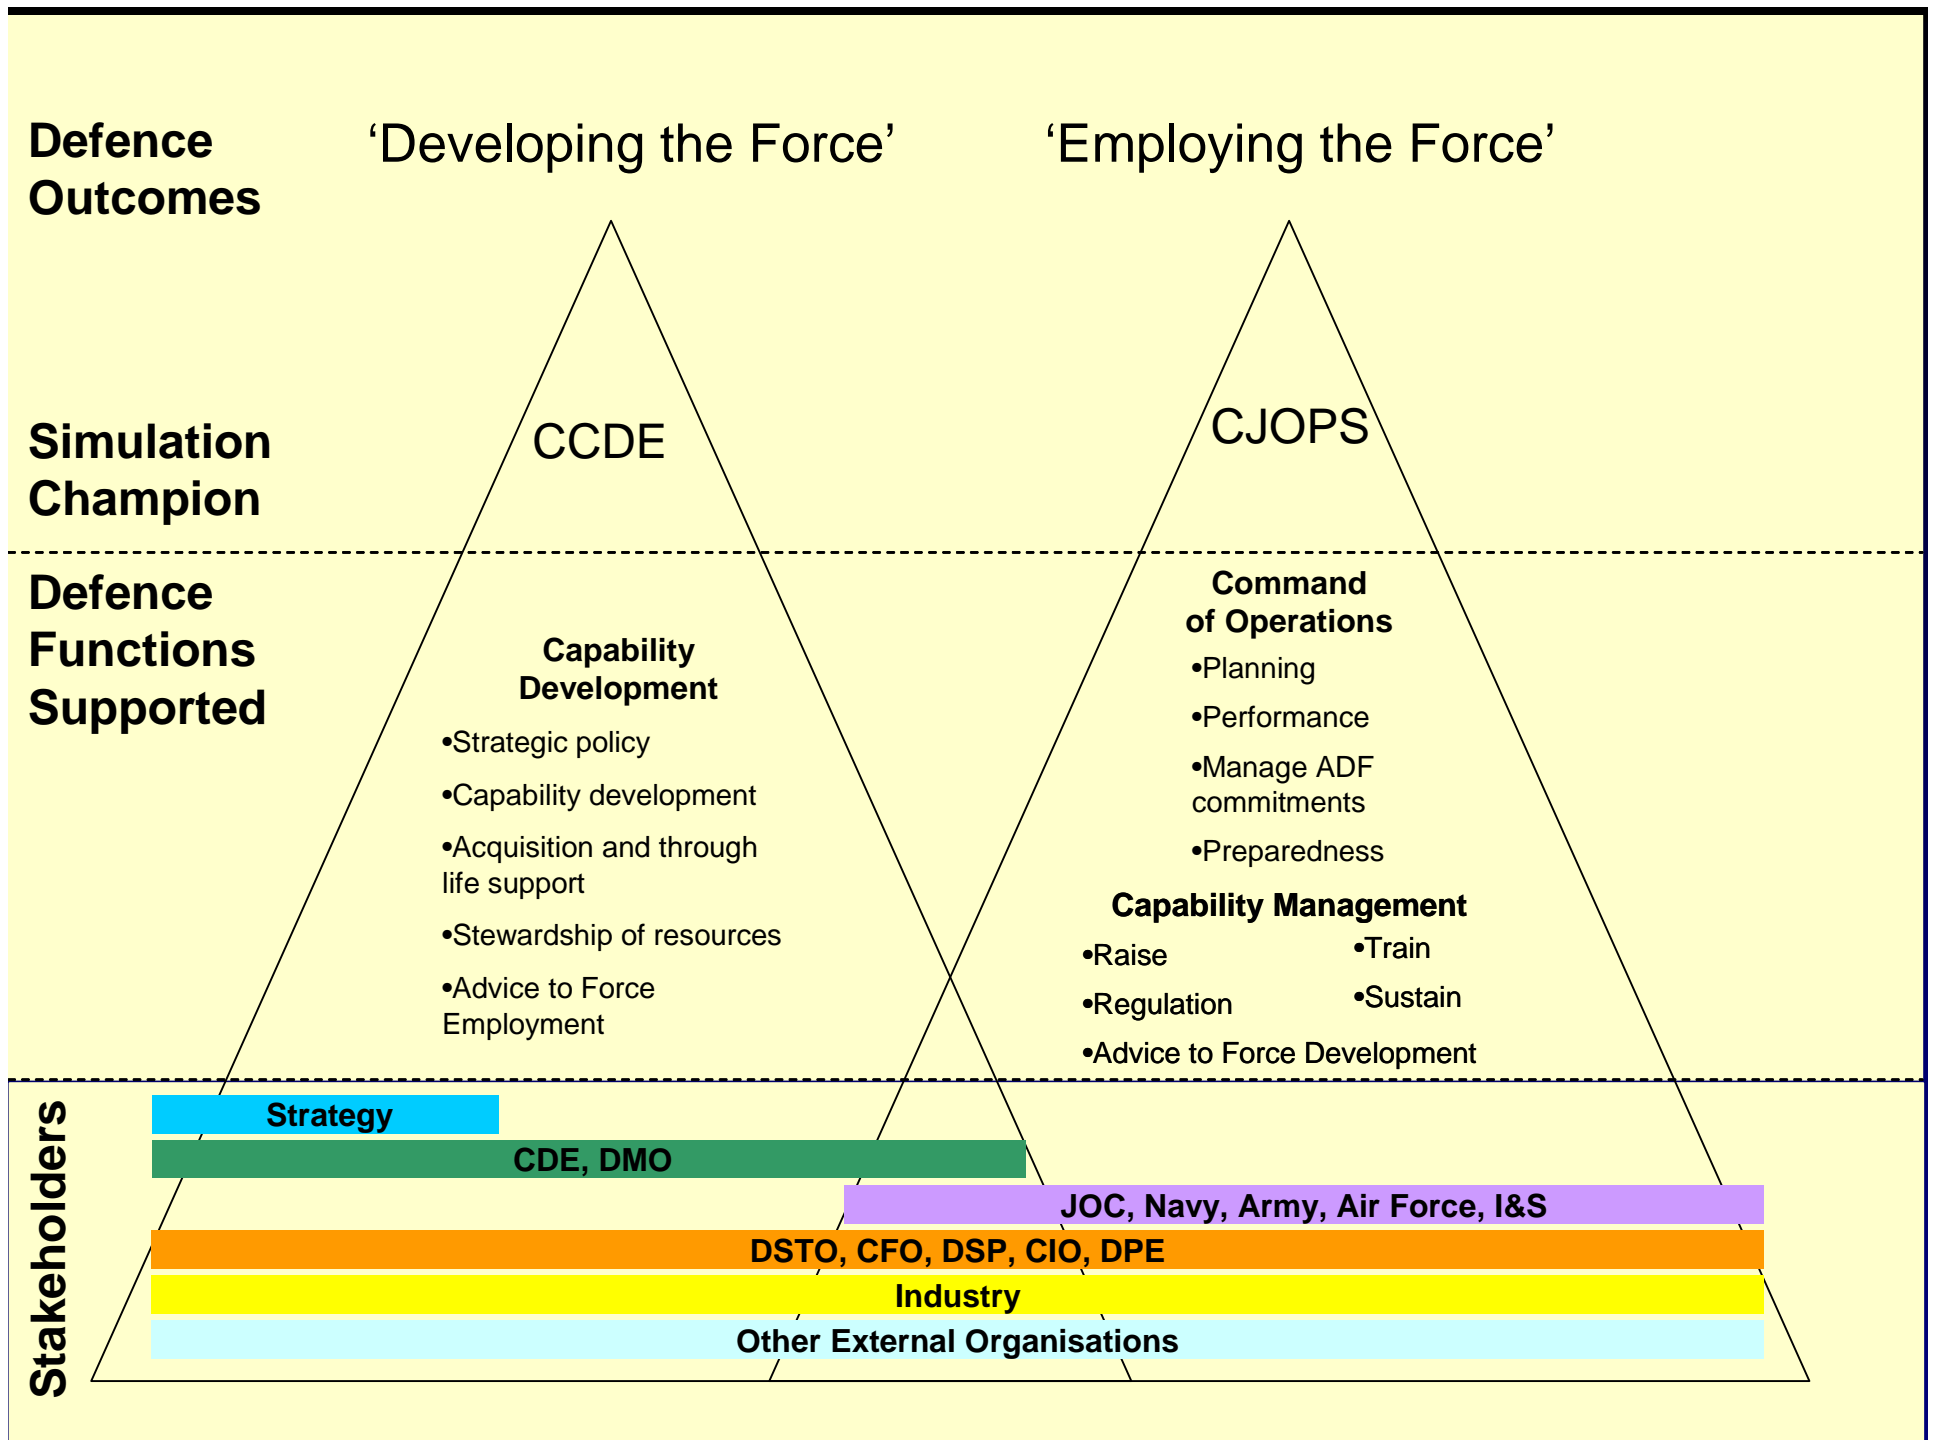 Defence
Outcomes
‘Developing the Force’
‘Employing the Force’
Simulation
Champion
CCDE
CJOPS
Defence
Functions
Supported
Capability
Development
•Strategic policy
•Capability development
•Acquisition and through
life support
•Stewardship of resources
•Advice to Force
Employment
Command
of Operations
•Planning
•Performance
•Manage ADF
commitments
•Preparedness
Capability Management
•Raise
•Train
•Regulation
•Sustain
•Advice to Force Development
Stakeholders
Strategy
CDE, DMO
JOC, Navy, Army, Air Force, I&S
DSTO, CFO, DSP, CIO, DPE
Industry
Other External Organisations